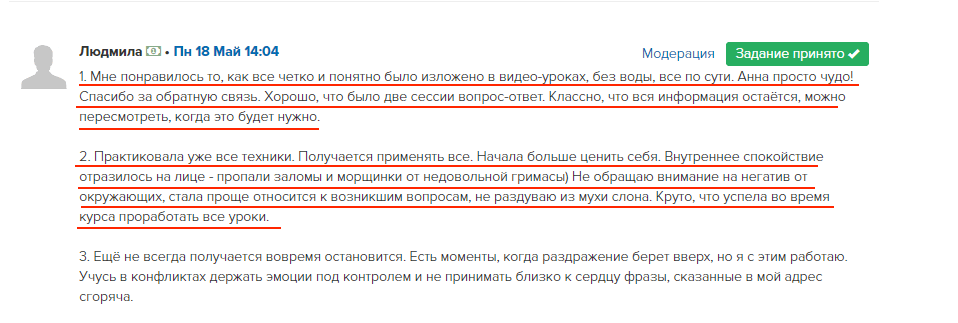 Людмила • Пн 18 Май 14:04
Модерация Задание принято
1. Мне понравилось то, как все четко и понятно было изложено в видео-уроках, без воды, все по сути. Анна просто чудо!
Спасибо за обратную связь. Хорошо, что было две сессии вопрос-ответ. Классно, что вся информация остаётся, можно
пересмотреть, когда это будет нужно.
2. Практиковала уже все техники. Получается применять все. Начала больше ценить себя. Внутреннее спокойствие
отразилось на лице - пропали заломы и морщинки от недовольной гримасы) Не обращаю внимание на негатив от
окружающих, стала проще относится к возникшим вопросам, не раздуваю из мухи слона. Круто, что успела во время
курса проработать все уроки.
3. Ещё не всегда получается вовремя остановится. Есть моменты, когда раздражение берет вверх, но я с этим работаю.
Учусь в конфликтах держать эмоции под контролем и не принимать близко к сердцу фразы, сказанные в мой адрес
сгоряча.